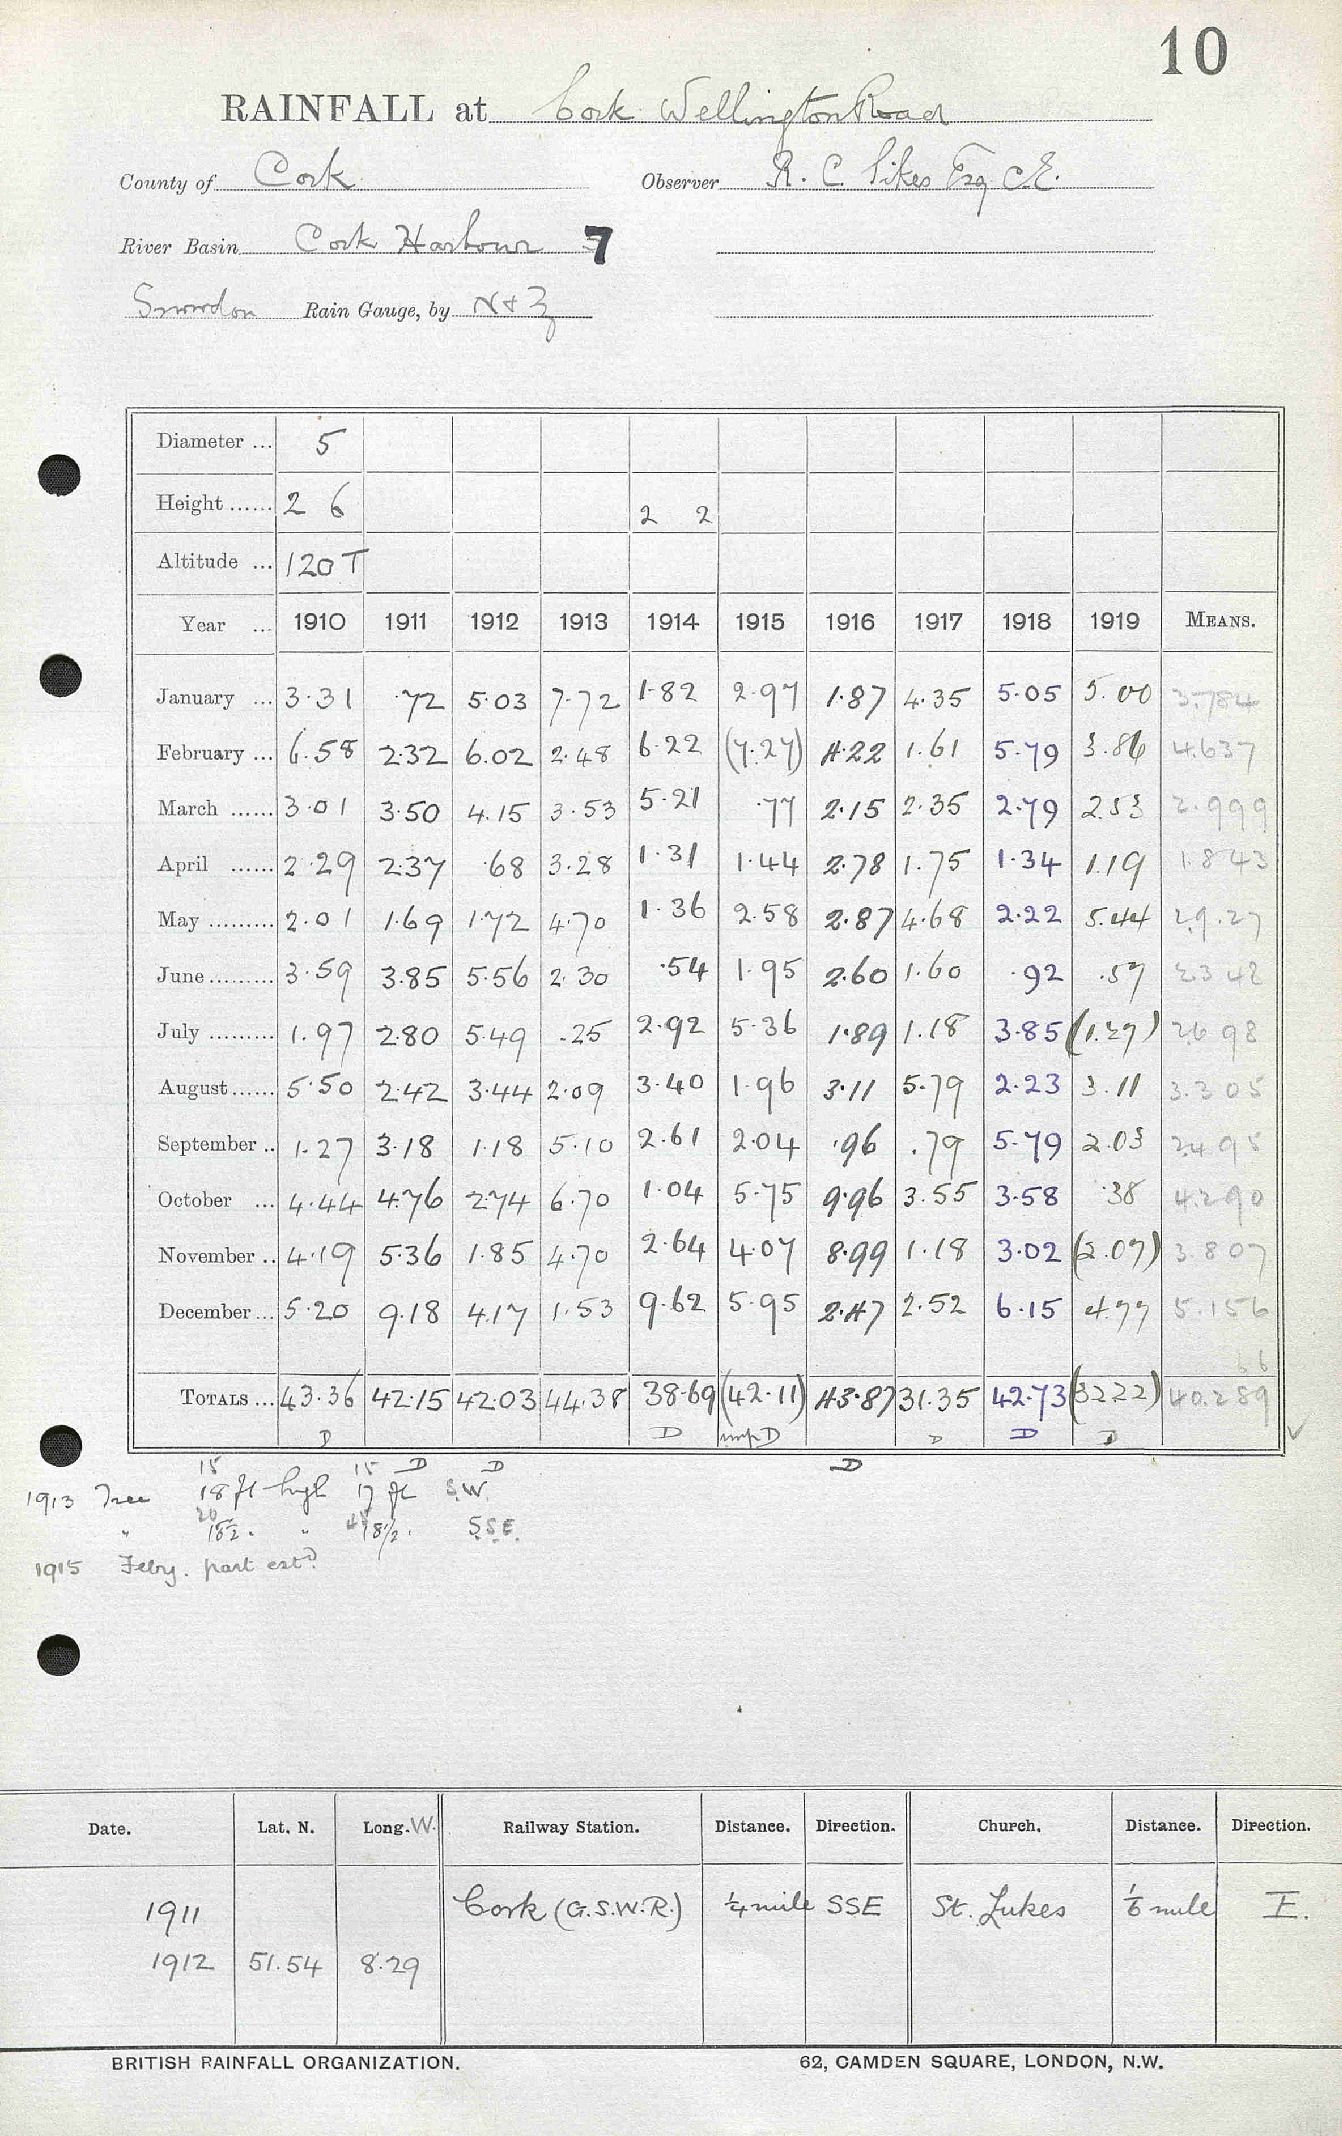 10
RAINFALL at Cork Wellington Road
County of Cork Observer R. C. Sikes Esq C.E.
River Basin Cork Harbour 7
Snowdon Rain Gauge, by N & Z
Diameter ... 5
Height ...... 2 6 2 2
Altitude ... 120 T
Year ... 1910 1911 1912 1913 1914 1915 1916 1917 1918 1919 MEANS.
January ... 3.31 .72 5.03 7.72 1.82 2.97 1.87 4.35 5.05 5.00 3.784
February ... 6.58 2.32 6.02 2.48 6.22 (7.27) 4.22 1.61 5.79 3.86 4.637
March ...... 3.01 3.50 4.15 3.53 5.21 .77 2.15 2.35 2.79 2.53 2.999
April ...... 2.29 2.37 .68 3.28 1.31 1.44 2.78 1.75 1.34 1.19 1.843
May ......... 2.01 1.69 1.72 4.70 1.36 2.58 2.87 4.68 2.22 5.44 29.27
June ......... 3.59 3.85 5.56 2.30 .54 1.95 2.60 1.60 .92 .57 2.348
July ......... 1.97 2.80 5.49 .25 2.92 5.36 1.89 1.18 3.85 (1.27) 2.698
August ...... 5.50 2.42 3.44 2.09 3.40 1.96 3.11 5.79 2.23 3.11 3.305
September .. 1.27 3.18 1.18 5.10 2.61 2.04 .96 .79 5.79 2.03 2.495
October ... 4.44 4.76 2.74 6.70 1.04 5.75 9.96 3.55 3.58 .38 4.290
November .. 4.19 5.36 1.85 4.70 2.64 4.07 8.99 1.18 3.02 (2.07) 3.807
December ... 5.20 9.18 4.17 1.53 9.62 5.95 2.47 2.52 6.15 4.77 5.156
66
TOTALS ... 43.36 42.15 42.03 44.38 38.69 (42.11) 43.87 31.35 42.73 (32.22) 40.289
D D imp D D D D
15 15 D D D
1913 Tree 18 ft high 17 ft S.W.
20
" 18½ " " 18½ . S.S.E.
1915 Feby. part estd.
Date. Lat. N. Long. W. Railway Station. Distance. Direction. Church. Distance. Direction.
1911 Cork (G.S.W.R.) ¼ mile SSE St. Lukes ⅙ mile E.
1912 51.54 8.29
BRITISH RAINFALL ORGANIZATION. 62, CAMDEN SQUARE, LONDON, N.W.